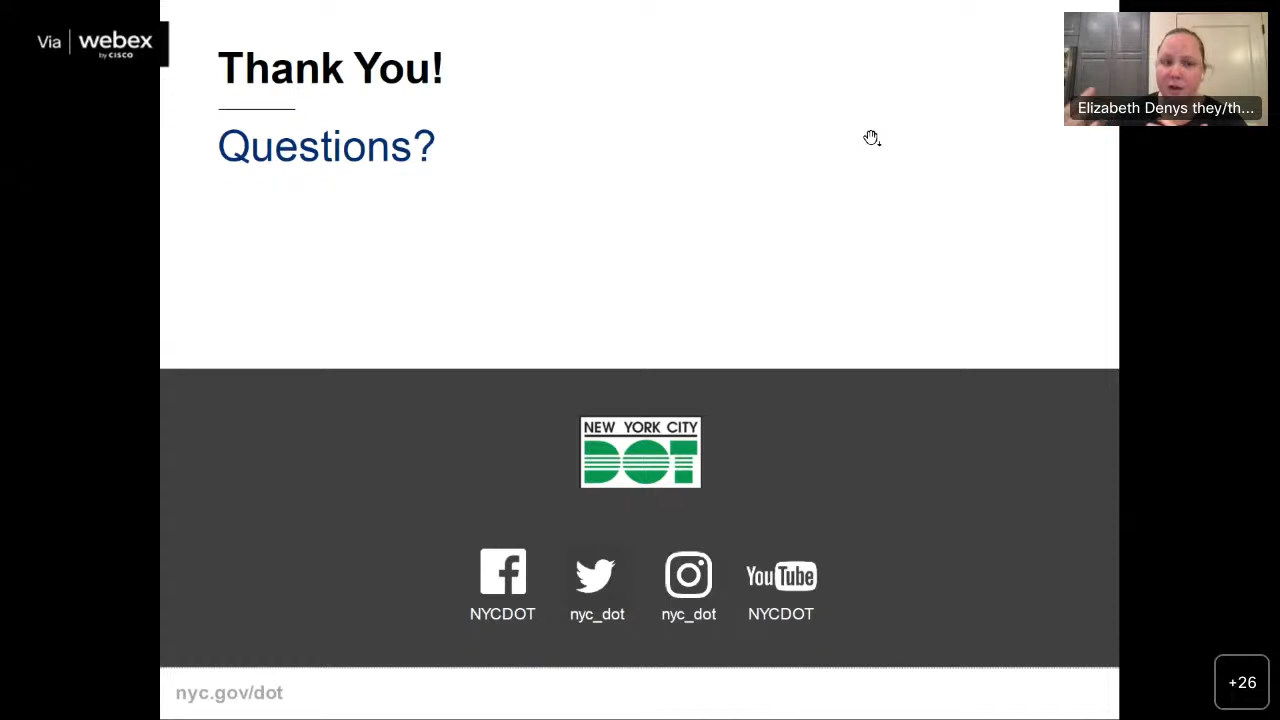 Via | webex
by CISCO
Thank You!
Questions?
Elizabeth Denys they/th...
NEW YORK CITY
DOT
NYCDOT
nyc_dot
nyc_dot
YouTube
NYCDOT
nyc.gov/dot
+26